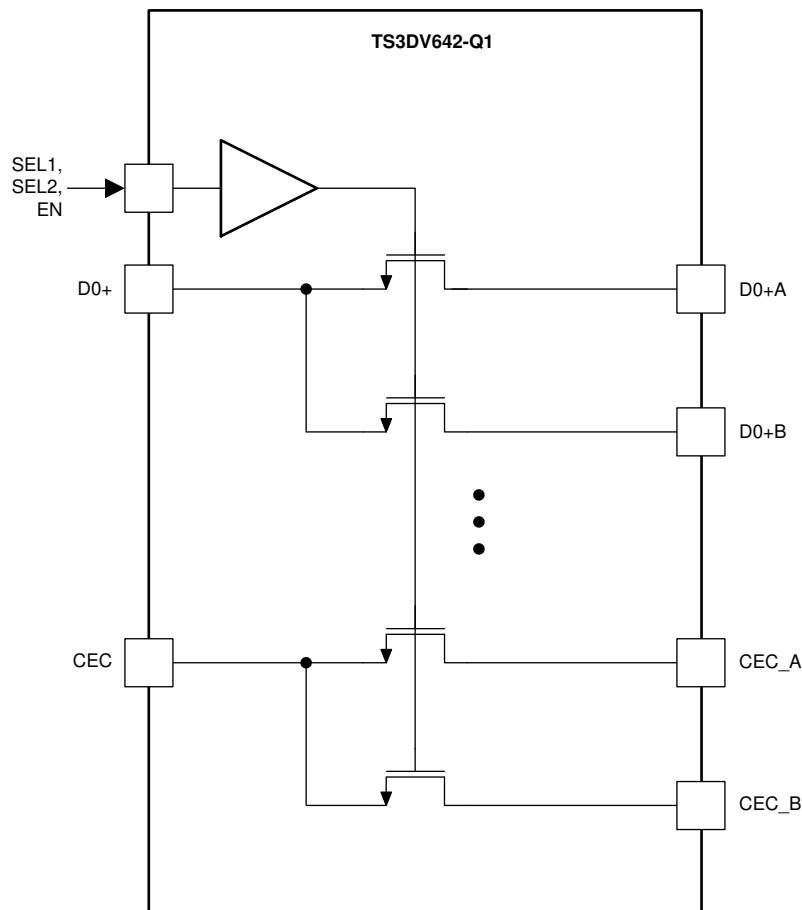 TS3DV642-Q1
SEL1,
SEL2,
EN
D0+
D0+A
D0+B
CEC
CEC_A
CEC_B